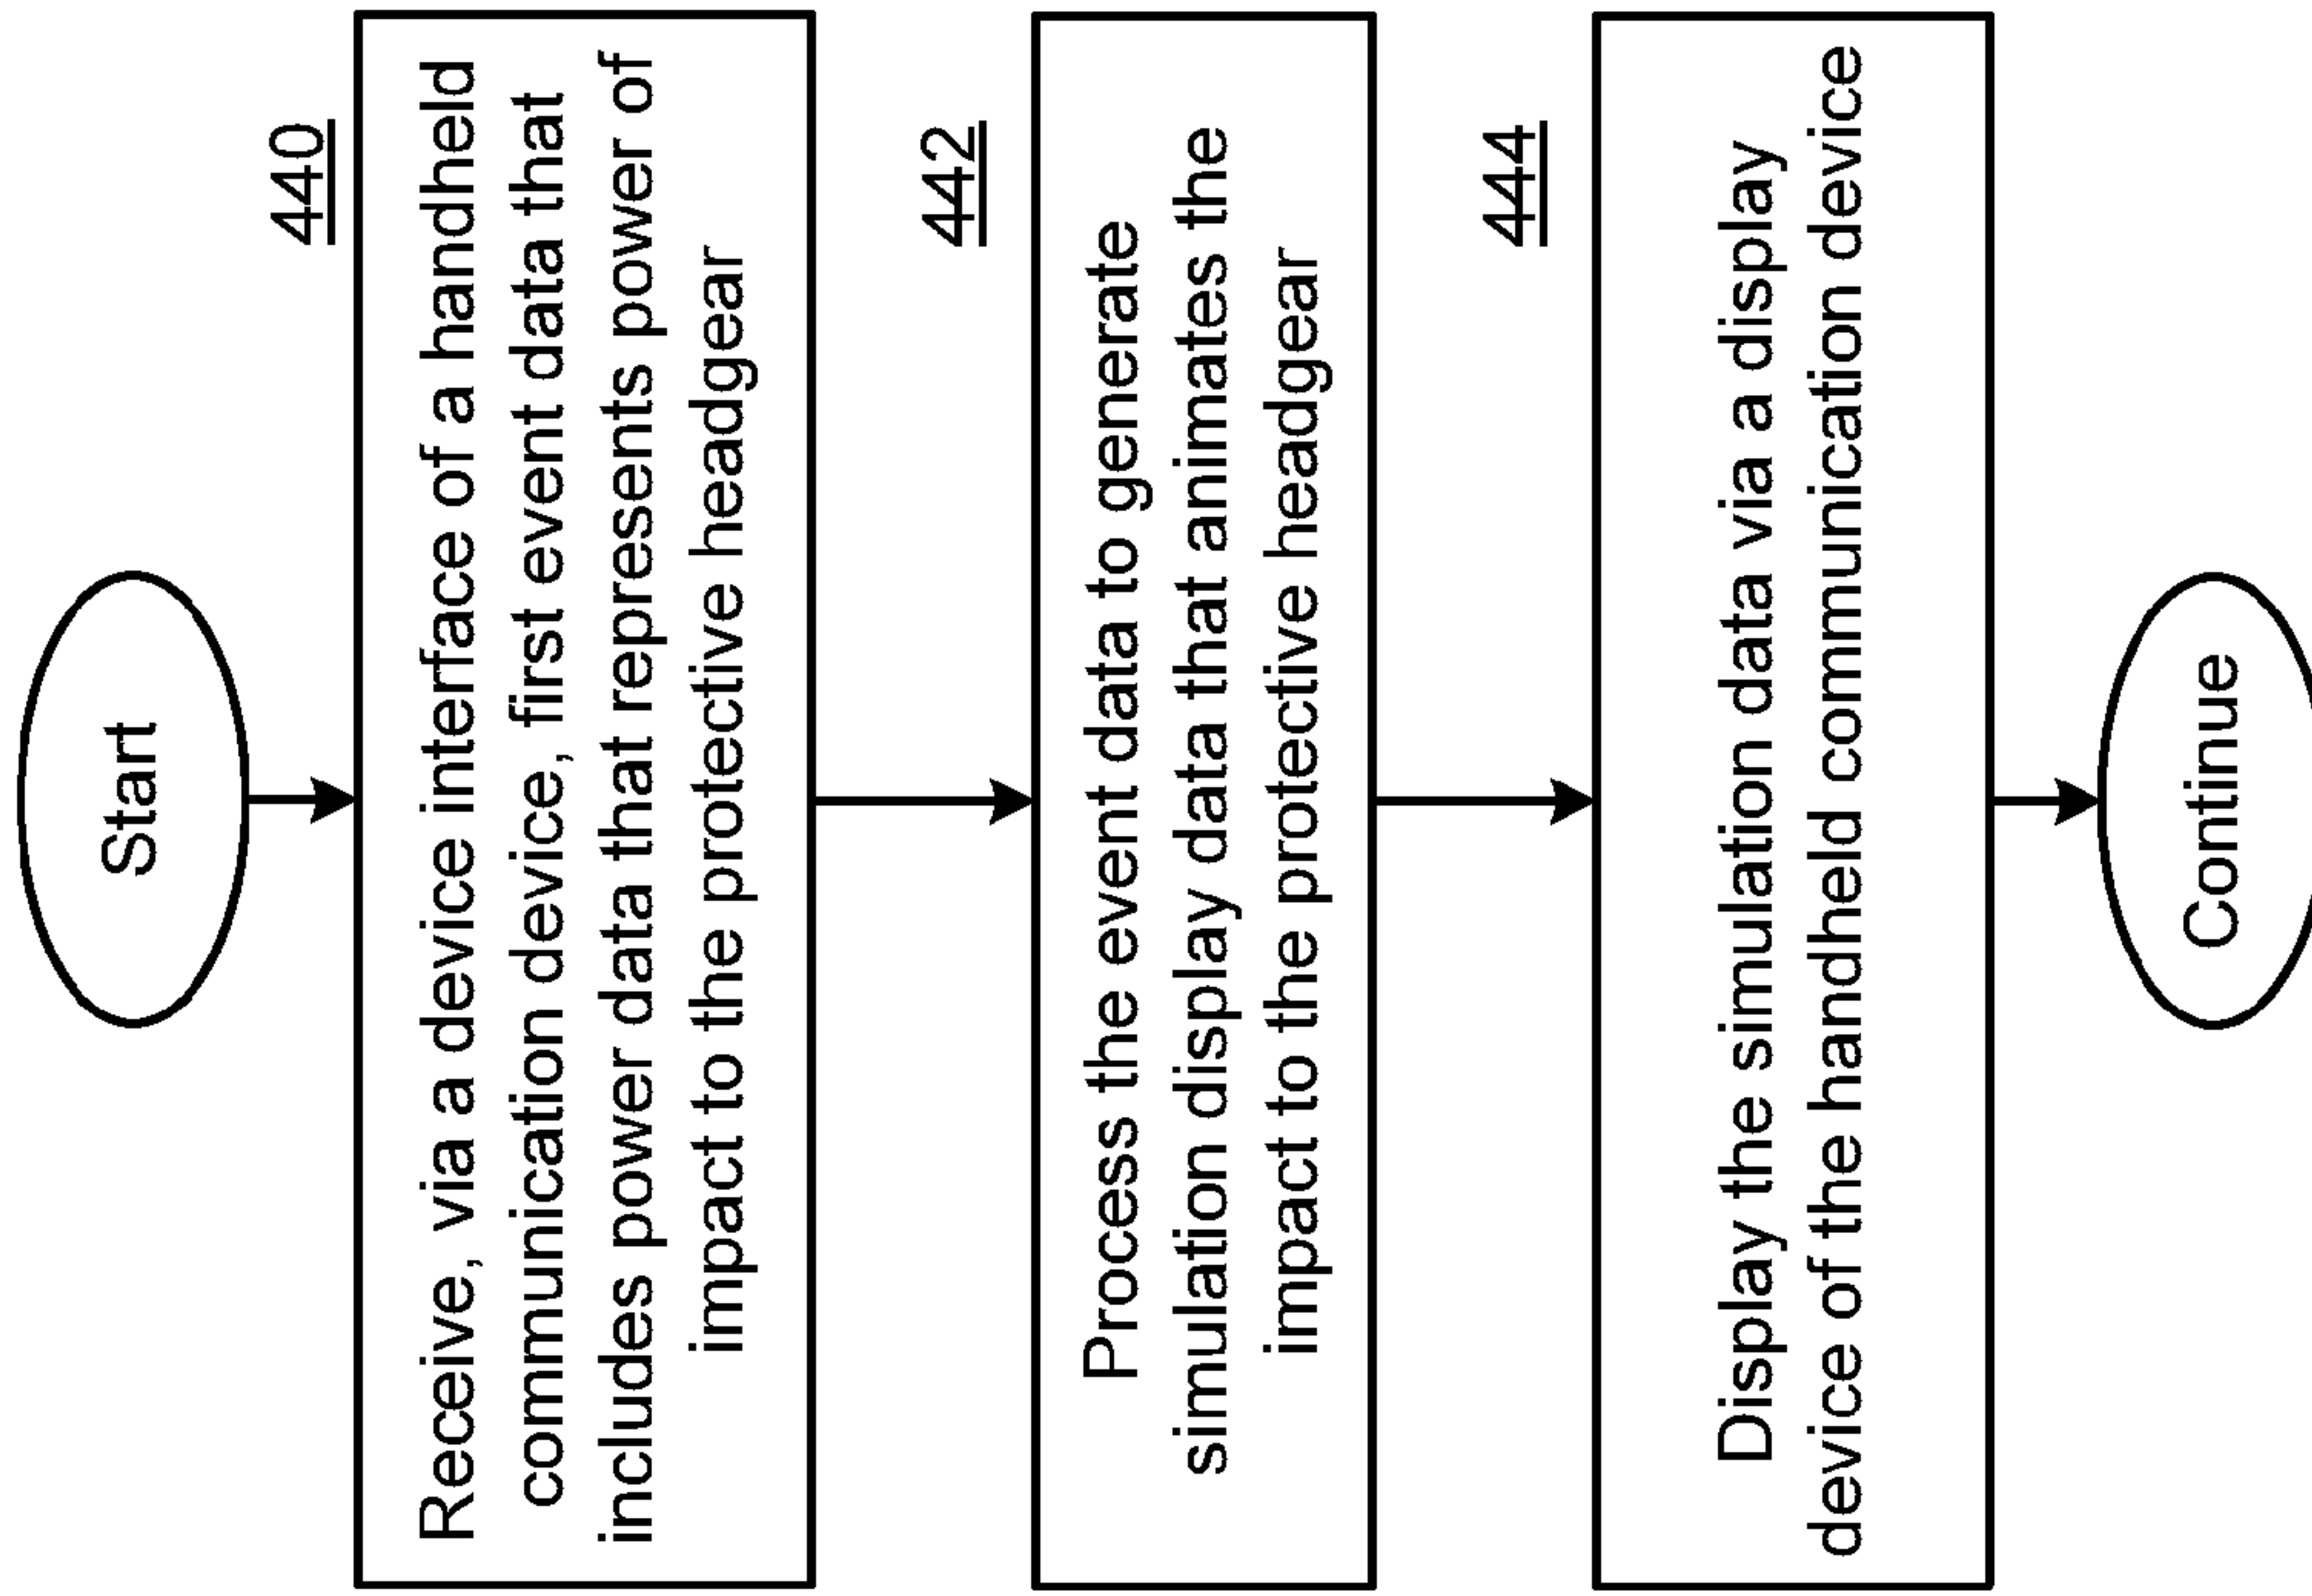 Start
440
Receive, via a device interface of a handheld
communication device, first event data that
includes power data that represents power of
impact to the protective headgear
442
Process the event data to generate
simulation display data that animates the
impact to the protective headgear
444
Display the simulation data via a display
device of the handheld communication device
Continue